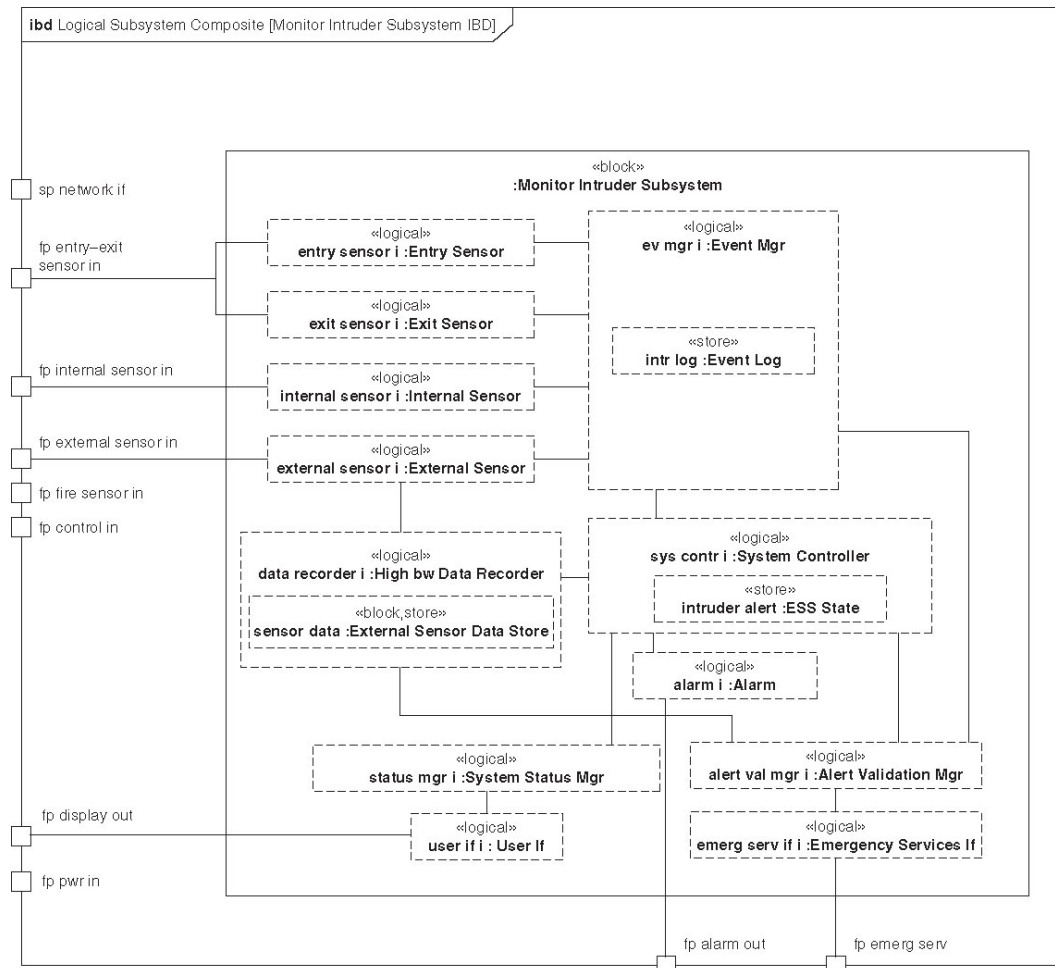 ibd Logical Subsystem Composite [Monitor Intruder Subsystem IBD]
«block»
:Monitor Intruder Subsystem
sp network if
fp entry–exit
sensor in
«logical»
entry sensor i :Entry Sensor
«logical»
ev mgr i :Event Mgr
«logical»
exit sensor i :Exit Sensor
«store»
intr log :Event Log
fp internal sensor in
«logical»
internal sensor i :Internal Sensor
fp external sensor in
«logical»
external sensor i :External Sensor
fp fire sensor in
fp control in
«logical»
data recorder i :High bw Data Recorder
«block,store»
sensor data :External Sensor Data Store
«logical»
sys contr i :System Controller
«store»
intruder alert :ESS State
«logical»
alarm i :Alarm
«logical»
status mgr i :System Status Mgr
«logical»
alert val mgr i :Alert Validation Mgr
fp display out
«logical»
user if i : User If
«logical»
emerg serv if i :Emergency Services If
fp pwr in
fp alarm out
fp emerg serv